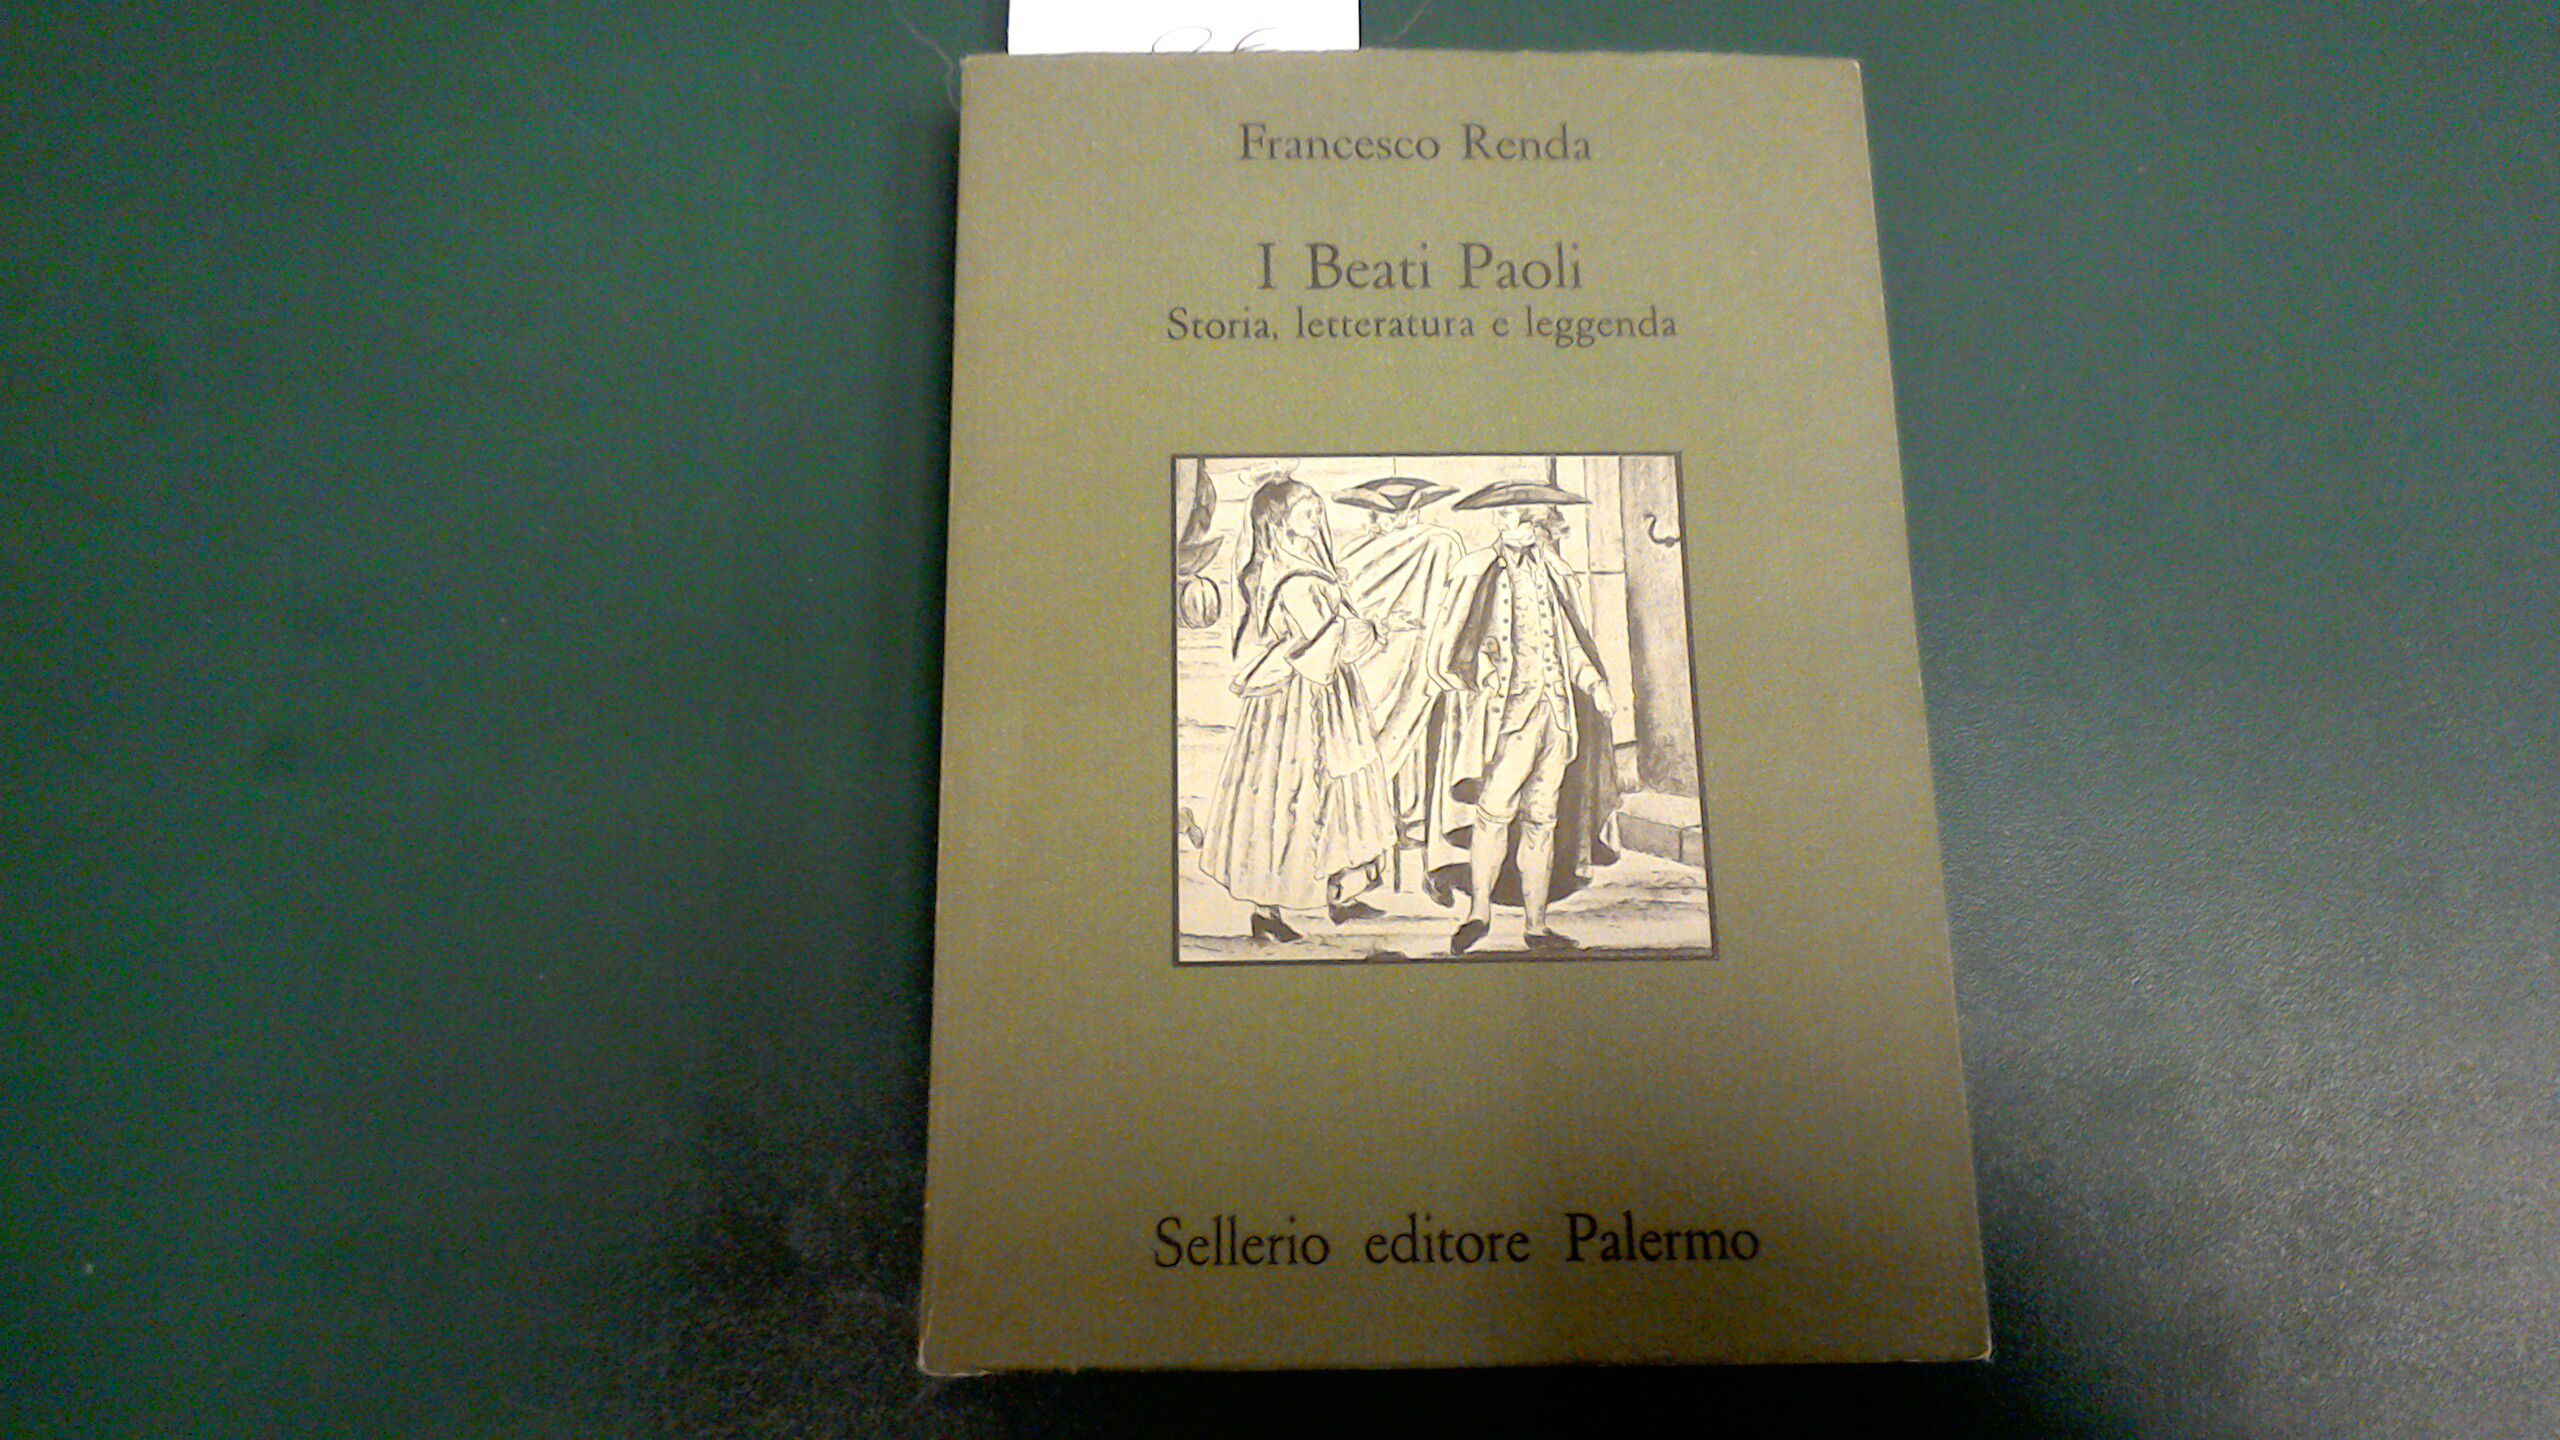 Francesco Renda
I Beati Paoli
Storia, letteratura e leggenda
Sellerio editore Palermo